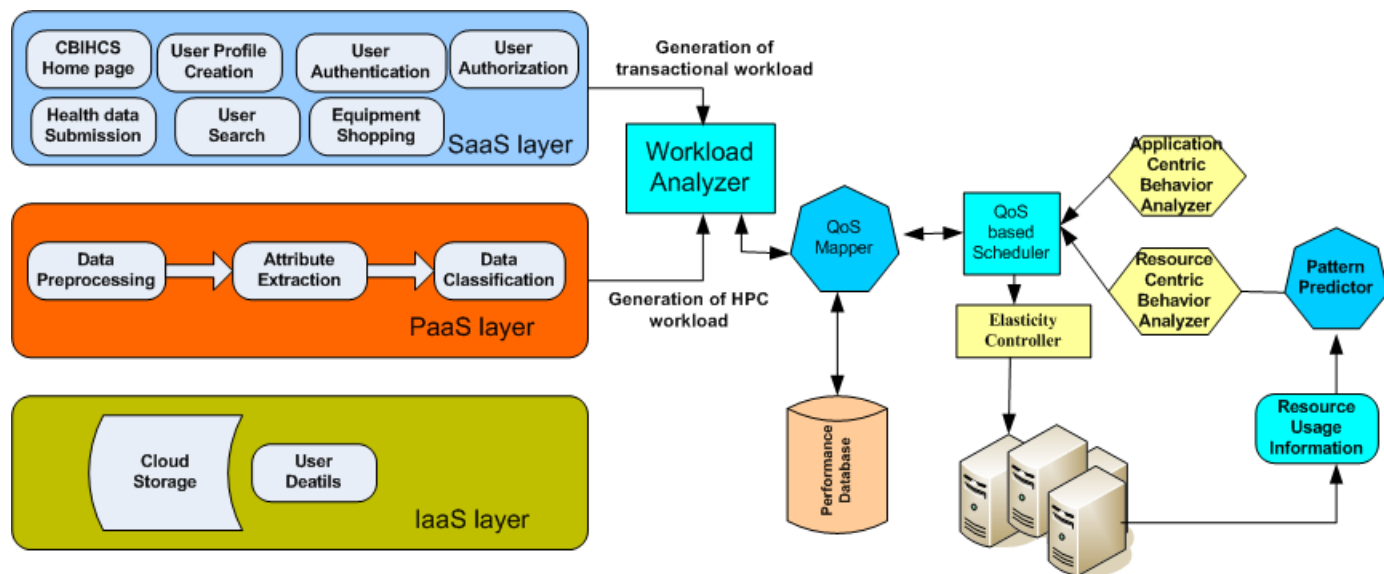 CBIHCS
Home page
User Profile
Creation
User
Authentication
User
Authorization
Health data
Submission
User
Search
Equipment
Shopping
SaaS layer
Generation of
transactional workload
Workload
Analyzer
Data
Preprocessing
Attribute
Extraction
Data
Classification
PaaS layer
Generation of HPC
workload
QoS
Mapper
QoS
based
Scheduler
Application
Centric
Behavior
Analyzer
Resource
Centric
Behavior
Analyzer
Pattern
Predictor
Elasticity
Controller
Performance
Database
Resource
Usage
Information
Cloud
Storage
User
Deatils
IaaS layer